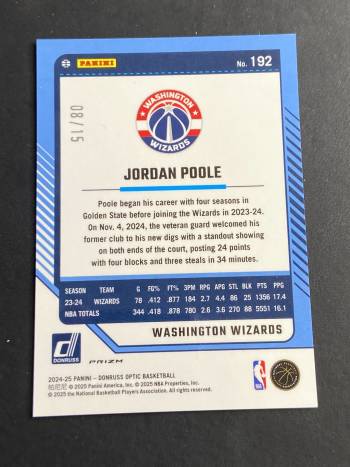 PANINI
No. 192
08/15
WASHINGTON
WIZARDS
JORDAN POOLE
Poole began his career with four seasons in
Golden State before joining the Wizards in 2023-24.
On Nov. 4, 2024, the veteran guard welcomed his
former club to his new digs with a standout showing
on both ends of the court, posting 24 points
with four blocks and three steals in 34 minutes.
SEASON TEAM G FG% FT% 3PM RPG APG STL BLK PTS PPG
23-24 WIZARDS 78 .412 .877 184 2.7 4.4 86 25 1356 17.4
NBA TOTALS 344 .418 .878 780 2.6 3.6 270 88 5551 16.1
WASHINGTON WIZARDS
DONRUSS
PRIZM
NBA
2024-25 PANINI – DONRUSS OPTIC BASKETBALL
帕尼尼 © 2025 Panini America, Inc. © 2025 NBA Properties, Inc.
© 2025 the National Basketball Players Association. All rights reserved.